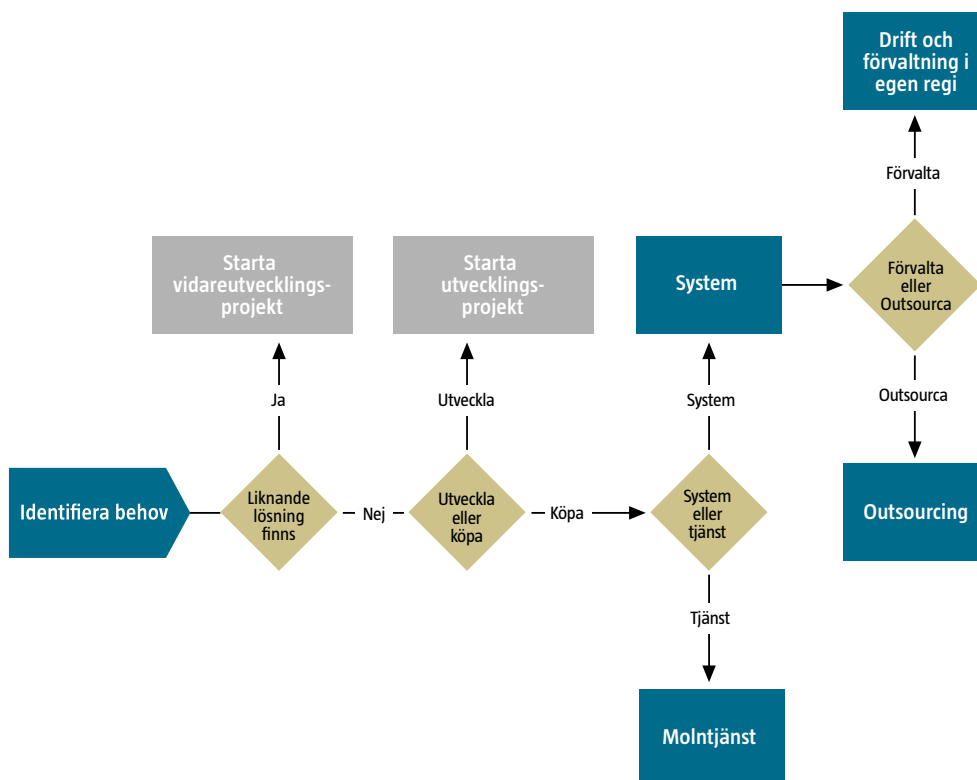 Drift och
förvaltning i
egen regi
Förvalta
Starta
vidareutvecklings-
projekt
Starta
utvecklings-
projekt
System
Förvalta
eller
Outsourca
Ja
Utveckla
System
Outsourca
Identifiera behov
Liknande
lösning
finns
Nej
Utveckla
eller
köpa
Köpa
System
eller
tjänst
Outsourcing
Tjänst
Molntjänst